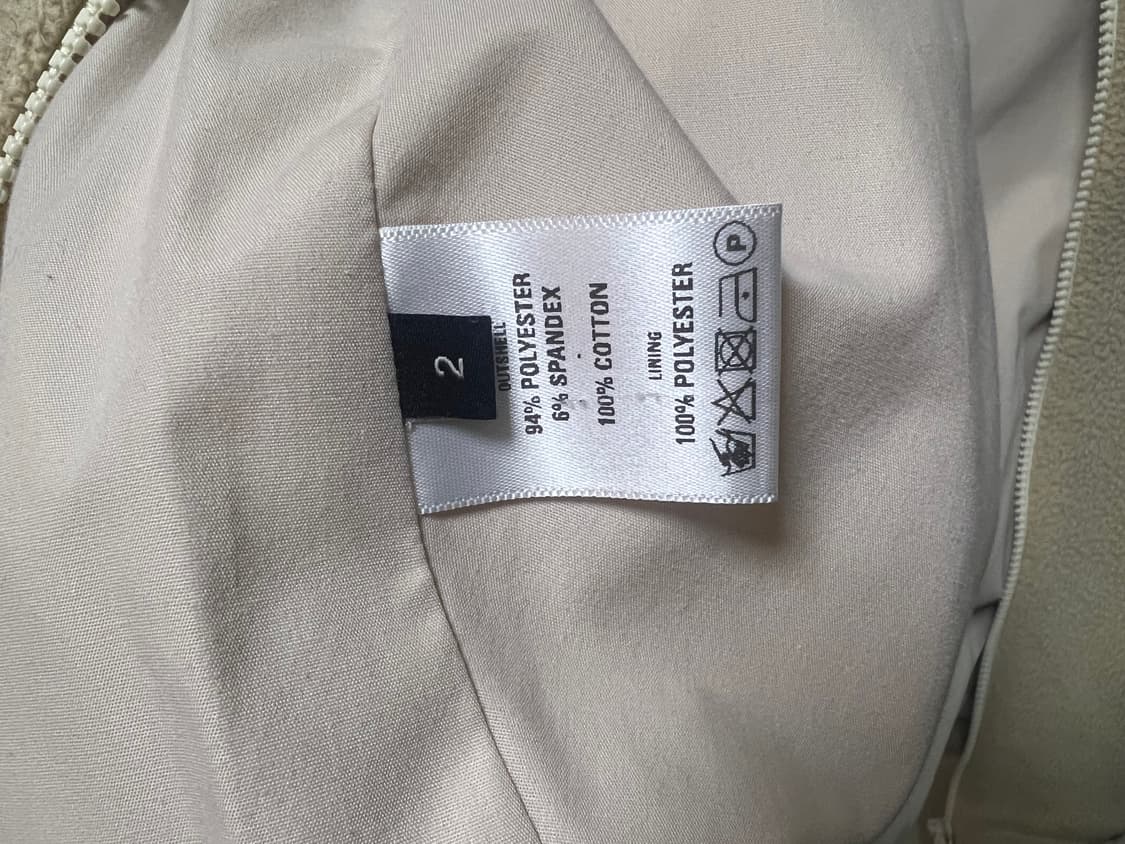 2
OUTSHELL
94% POLYESTER
6% SPANDEX
100% COTTON
LINING
100% POLYESTER
P